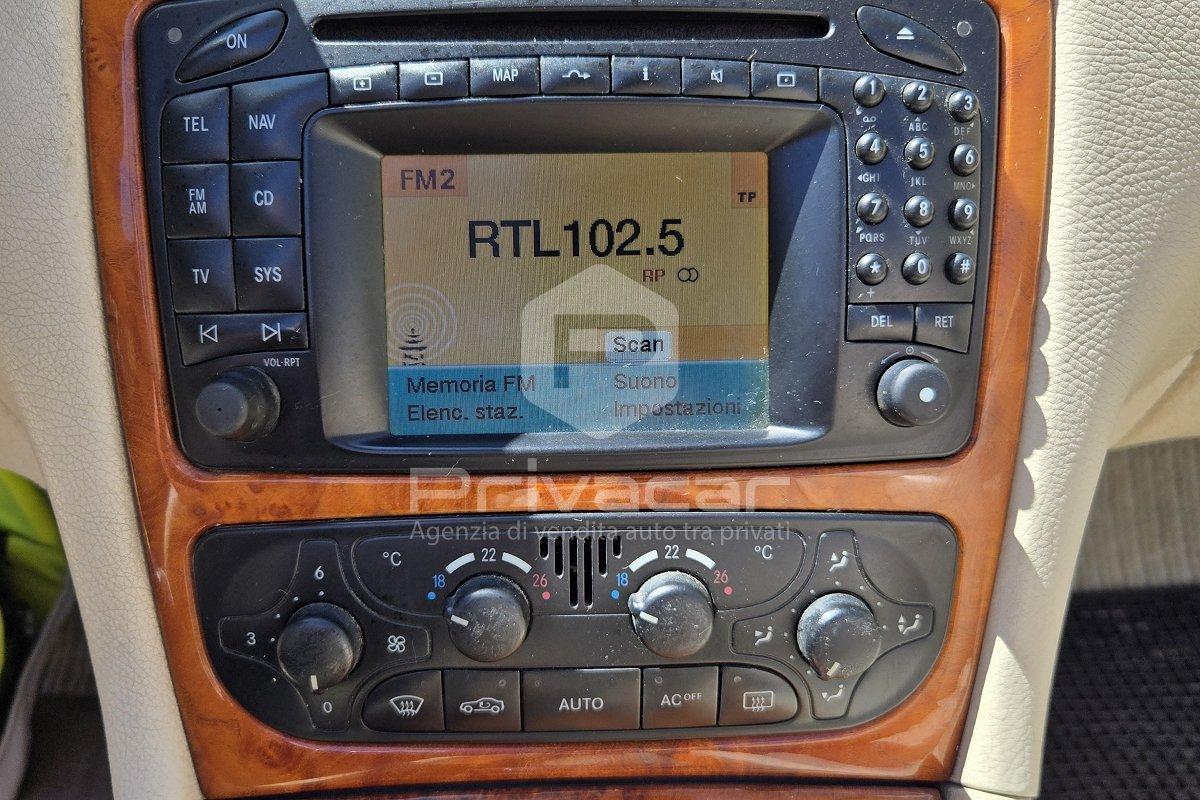 ON
MAP
i
TEL
NAV
FM
AM
CD
TV
SYS
VOL-RPT
1
2
ABC
3
DEF
4
GHI
5
JKL
6
MNO
7
PQRS
8
TUV
9
WXYZ
*
+
0
#
DEL
RET
FM2
TP
RTL102.5
RP
Scan
Memoria FM
Suono
Elenc. staz.
Impostazioni
Privacar
Agenzia di vendita auto tra privati
°C
18
22
26
18
22
26
°C
6
3
0
AUTO
AC OFF